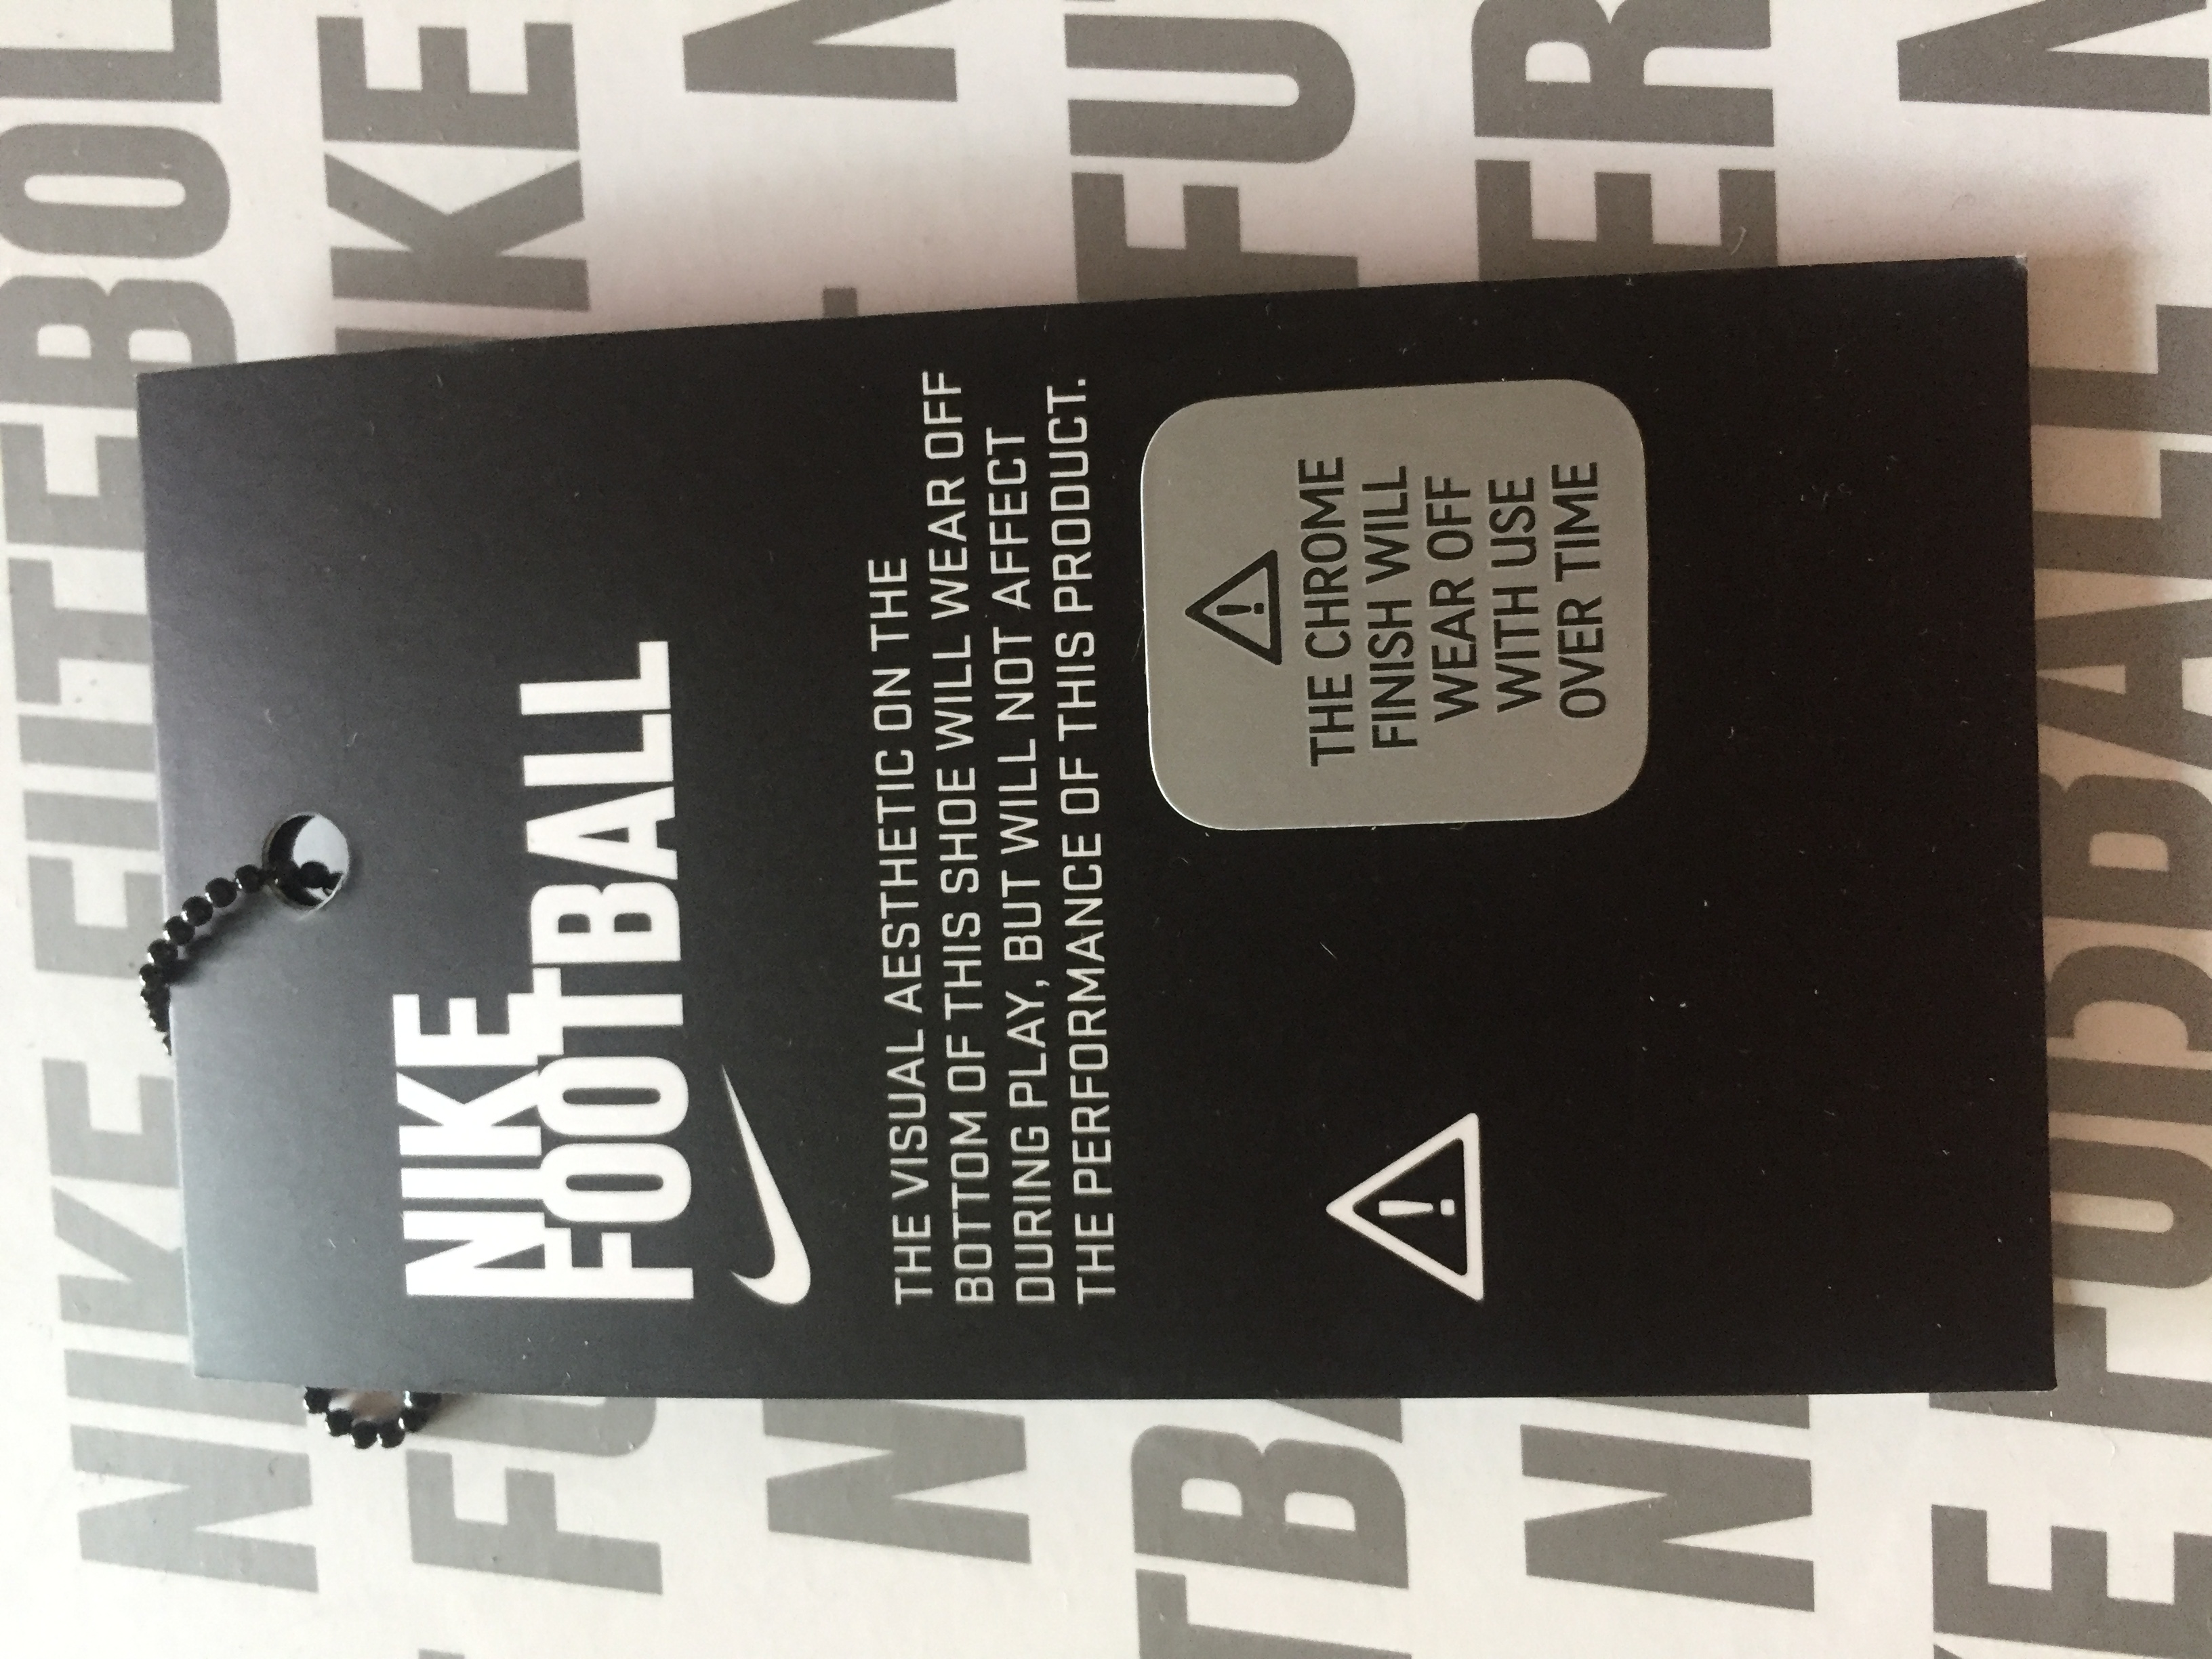 NIKE
FOOTBALL
THE VISUAL AESTHETIC ON THE
BOTTOM OF THIS SHOE WILL WEAR OFF
DURING PLAY, BUT WILL NOT AFFECT
THE PERFORMANCE OF THIS PRODUCT.
THE CHROME
FINISH WILL
WEAR OFF
WITH USE
OVER TIME